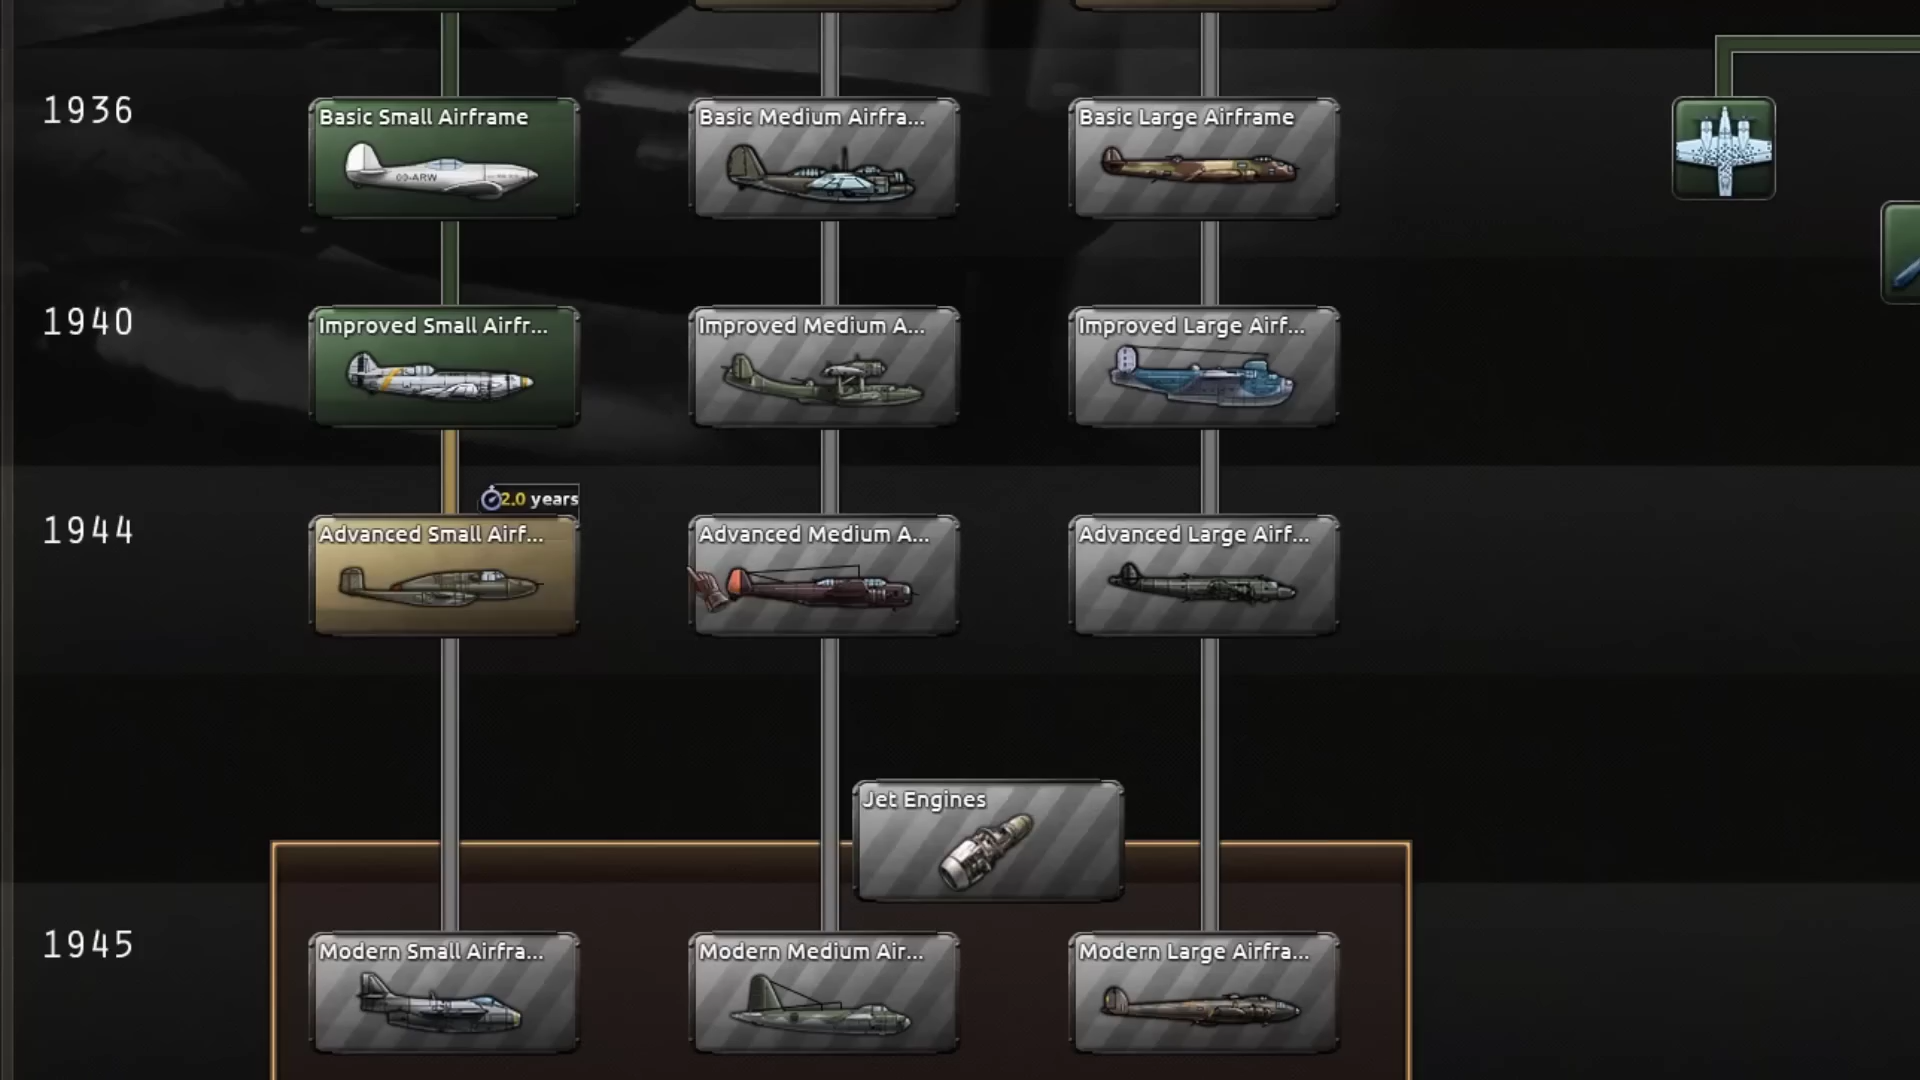 1936
Basic Small Airframe
Basic Medium Airfra...
Basic Large Airframe
OO-ARW
1940
Improved Small Airfr...
Improved Medium A...
Improved Large Airf...
2.0 years
1944
Advanced Small Airf...
Advanced Medium A...
Advanced Large Airf...
Jet Engines
1945
Modern Small Airfra...
Modern Medium Air...
Modern Large Airfra...